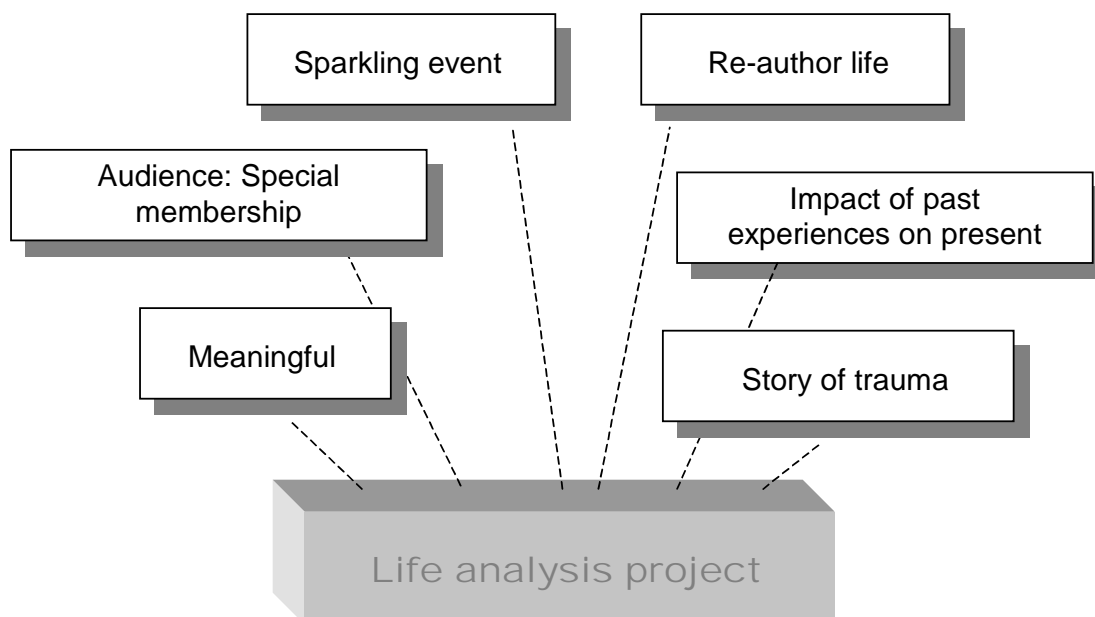 Sparkling event
Re-author life
Audience: Special
membership
Impact of past
experiences on present
Meaningful
Story of trauma
Life analysis project